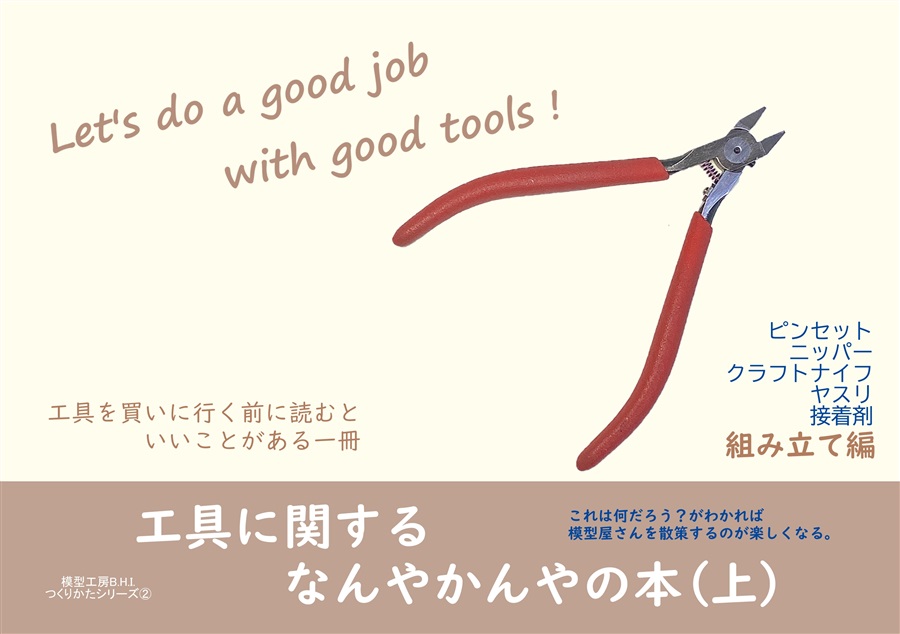 Let's do a good job
with good tools !
ピンセット
ニッパー
クラフトナイフ
ヤスリ
接着剤
組み立て編
工具を買いに行く前に読むと
いいことがある一冊
工具に関する
なんやかんやの本(上)
これは何だろう？がわかれば
模型屋さんを散策するのが楽しくなる。
模型工房B.H.I.
つくりかたシリーズ②